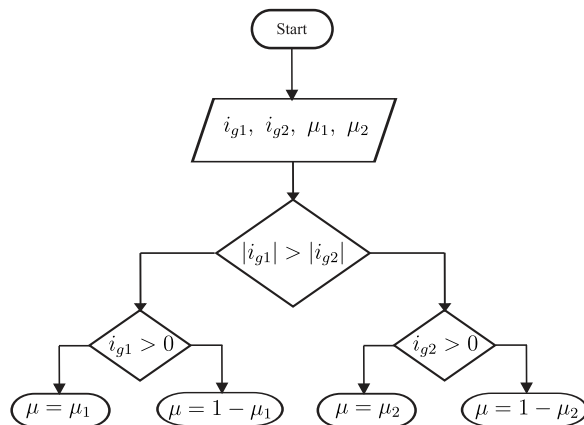 Start
i_{g1}, i_{g2}, μ_1, μ_2
|i_{g1}| > |i_{g2}|
i_{g1} > 0
i_{g2} > 0
μ = μ_1
μ = 1 − μ_1
μ = μ_2
μ = 1 − μ_2